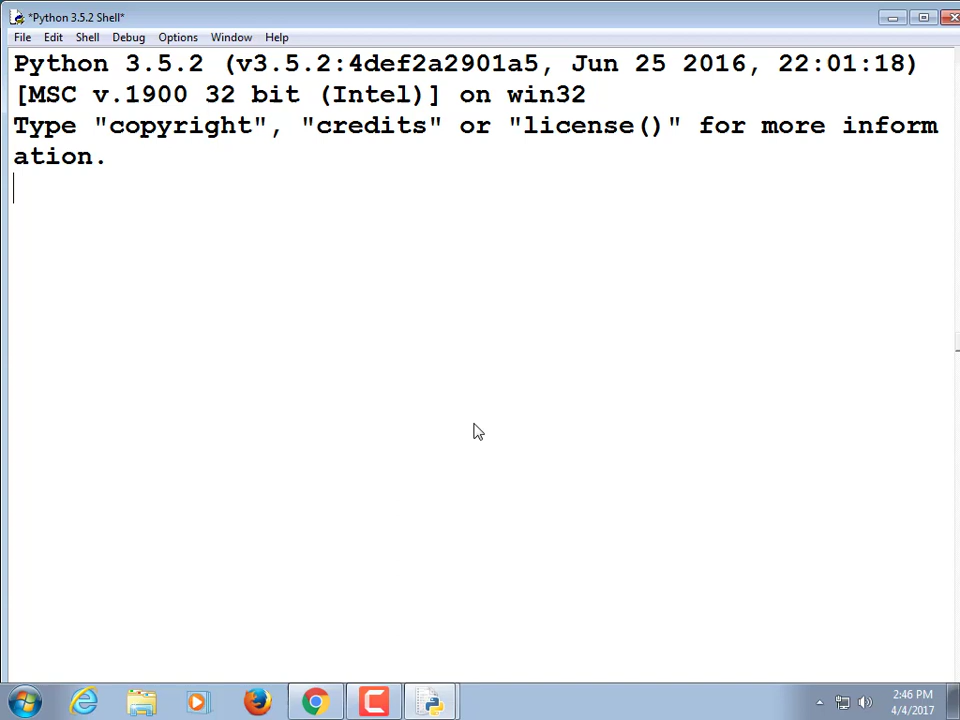 *Python 3.5.2 Shell*
File Edit Shell Debug Options Window Help
Python 3.5.2 (v3.5.2:4def2a2901a5, Jun 25 2016, 22:01:18)
[MSC v.1900 32 bit (Intel)] on win32
Type "copyright", "credits" or "license()" for more inform
ation.
2:46 PM
4/4/2017